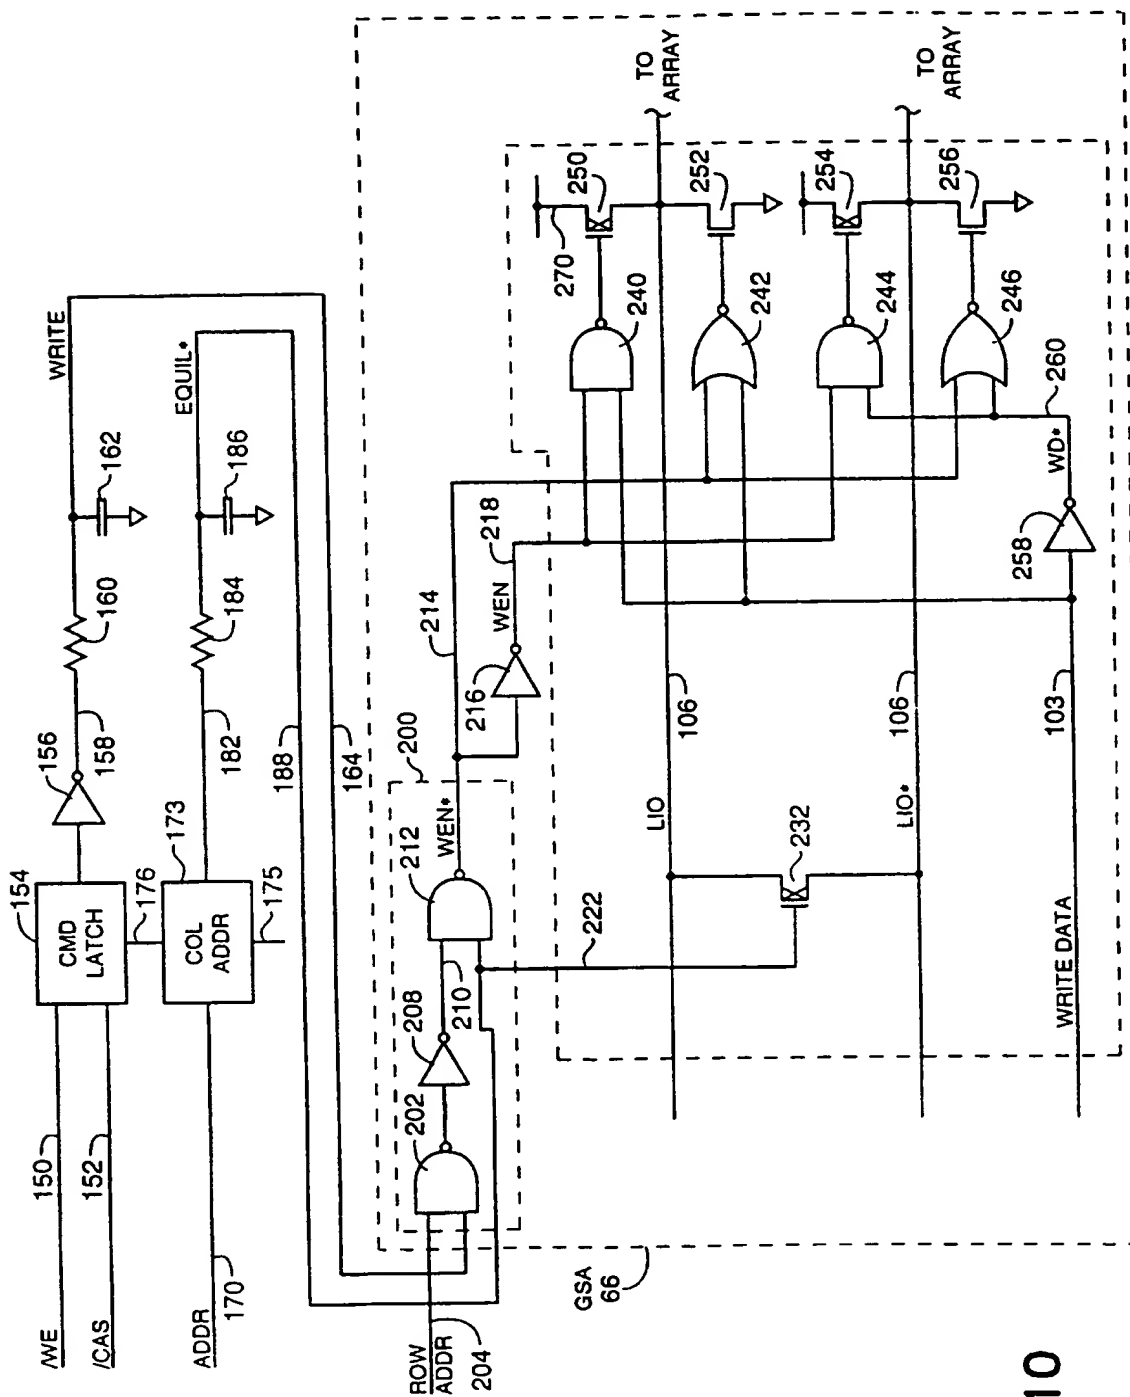 /WE
150
/CAS
152
154
CMD
LATCH
156
158
160
162
WRITE
ADDR
170
176
173
COL
ADDR
175
182
184
186
EQUIL*
188
164
ROW
ADDR
204
GSA
66
202
208
210
212
200
WEN*
214
216
WEN
218
222
LIO
106
232
LIO*
106
WRITE DATA
103
258
WD*
260
240
242
244
246
270
250
252
254
256
TO
ARRAY
TO
ARRAY
10